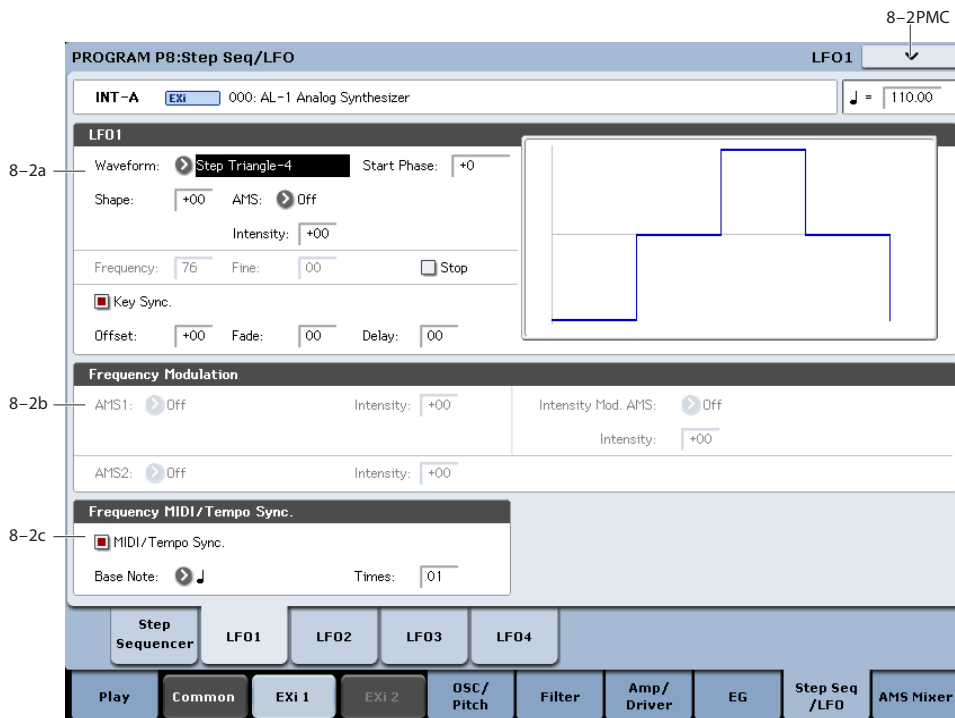 8–2PMC
PROGRAM P8:Step Seq/LFO LFO1
INT-A EXi 000: AL-1 Analog Synthesizer ♩ = 110.00
LFO1
8–2a
Waveform: Step Triangle-4 Start Phase: +0
Shape: +00 AMS: Off
Intensity: +00
Frequency: 76 Fine: 00 Stop
Key Sync.
Offset: +00 Fade: 00 Delay: 00
Frequency Modulation
8–2b
AMS1: Off Intensity: +00 Intensity Mod. AMS: Off
Intensity: +00
AMS2: Off Intensity: +00
Frequency MIDI/Tempo Sync.
8–2c
MIDI/Tempo Sync.
Base Note: ♩ Times: 01
Step Sequencer LFO1 LFO2 LFO3 LFO4
Play Common EXi 1 EXi 2 OSC/Pitch Filter Amp/Driver EG Step Seq/LFO AMS Mixer